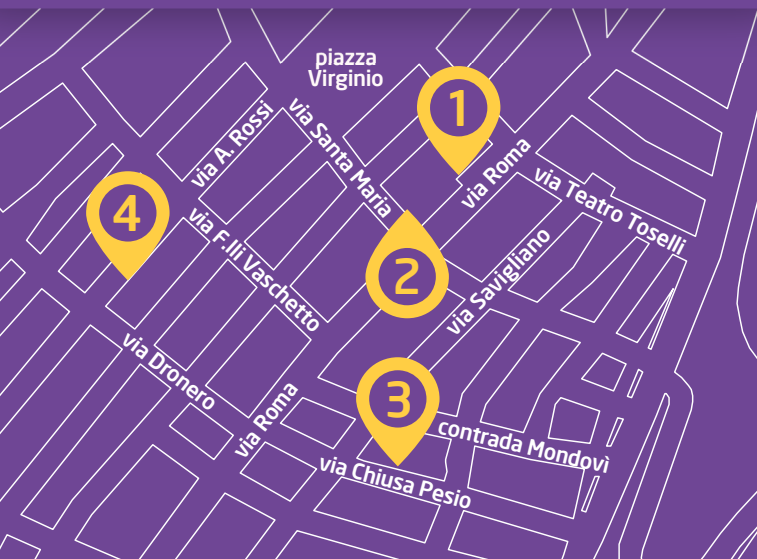 piazza
Virginio
1
via A. Rossi
via Santa Maria
via Roma
via Teatro Toselli
4
via F.lli Vaschetto
2
via Savigliano
via Dronero
3
via Roma
contrada Mondovì
via Chiusa Pesio